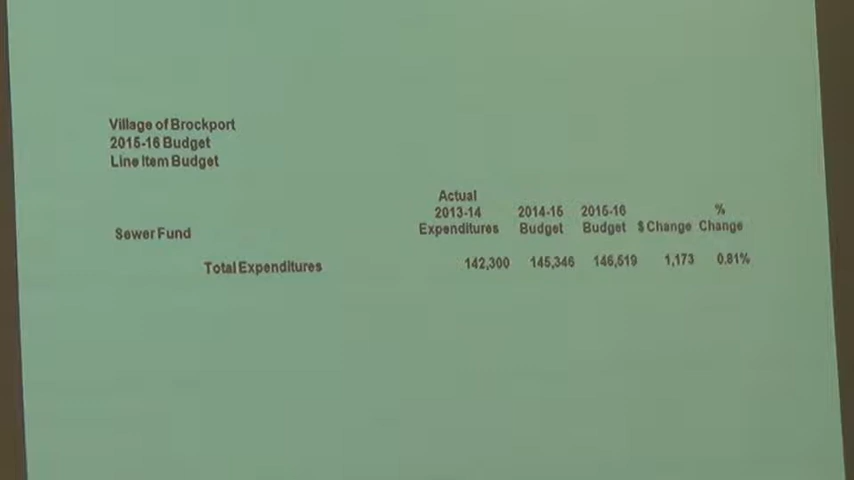 Village of Brockport
2015-16 Budget
Line Item Budget
Actual
2013-14 2014-15 2015-16 %
Sewer Fund Expenditures Budget Budget $ Change Change
Total Expenditures 142,300 145,346 146,519 1,173 0.81%